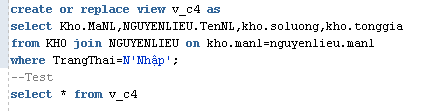 create or replace view v_c4 as
select Kho.MaNL,NGUYENLIEU.TenNL,kho.soluong,kho.tonggia
from KHO join NGUYENLIEU on kho.manl=nguyenlieu.manl
where TrangThai=N'Nhập';
--Test
select * from v_c4